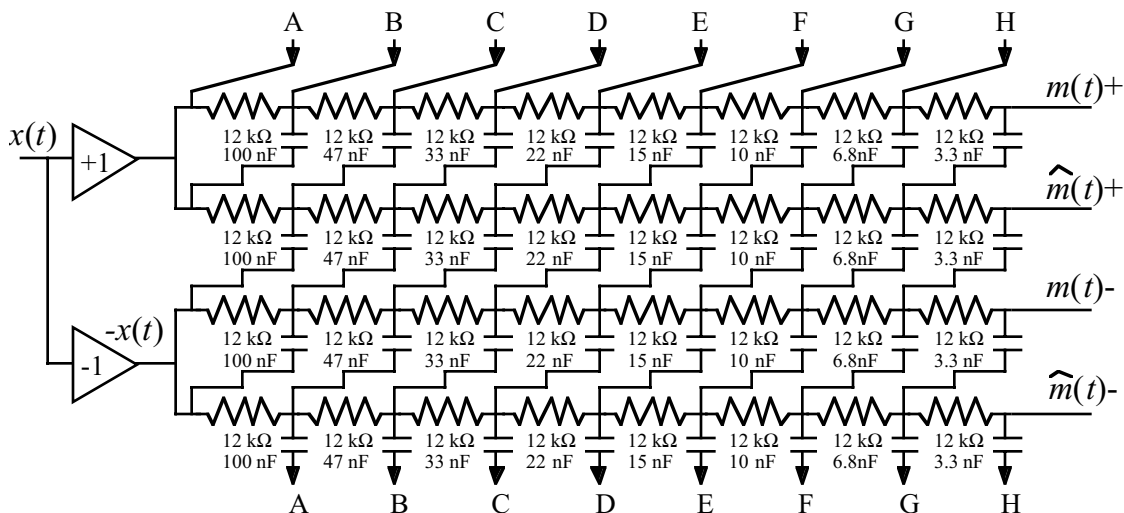 A B C D E F G H
m(t)+
x(t)
+1
12 kΩ 12 kΩ 12 kΩ 12 kΩ 12 kΩ 12 kΩ 12 kΩ 12 kΩ
100 nF 47 nF 33 nF 22 nF 15 nF 10 nF 6.8nF 3.3 nF
m̂(t)+
12 kΩ 12 kΩ 12 kΩ 12 kΩ 12 kΩ 12 kΩ 12 kΩ 12 kΩ
100 nF 47 nF 33 nF 22 nF 15 nF 10 nF 6.8nF 3.3 nF
m(t)-
-x(t)
-1
12 kΩ 12 kΩ 12 kΩ 12 kΩ 12 kΩ 12 kΩ 12 kΩ 12 kΩ
100 nF 47 nF 33 nF 22 nF 15 nF 10 nF 6.8nF 3.3 nF
m̂(t)-
12 kΩ 12 kΩ 12 kΩ 12 kΩ 12 kΩ 12 kΩ 12 kΩ 12 kΩ
100 nF 47 nF 33 nF 22 nF 15 nF 10 nF 6.8nF 3.3 nF
A B C D E F G H